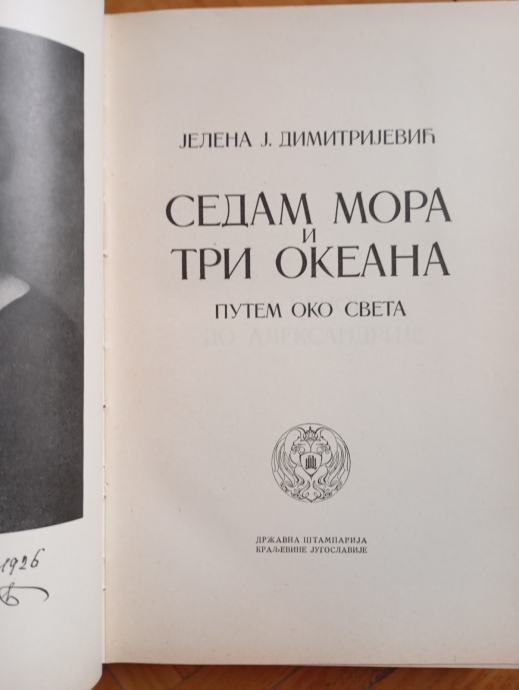 ЈЕЛЕНА Ј. ДИМИТРИЈЕВИЋ
СЕДАМ МОРА
И
ТРИ ОКЕАНА
ПУТЕМ ОКО СВЕТА
ДРЖАВНА ШТАМПАРИЈА
КРАЉЕВИНЕ ЈУГОСЛАВИЈЕ
1926